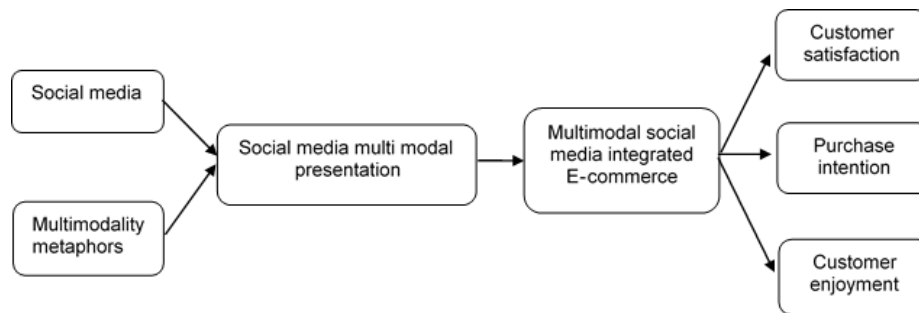 Social media
Multimodality
metaphors
Social media multi modal
presentation
Multimodal social
media integrated
E-commerce
Customer
satisfaction
Purchase
intention
Customer
enjoyment